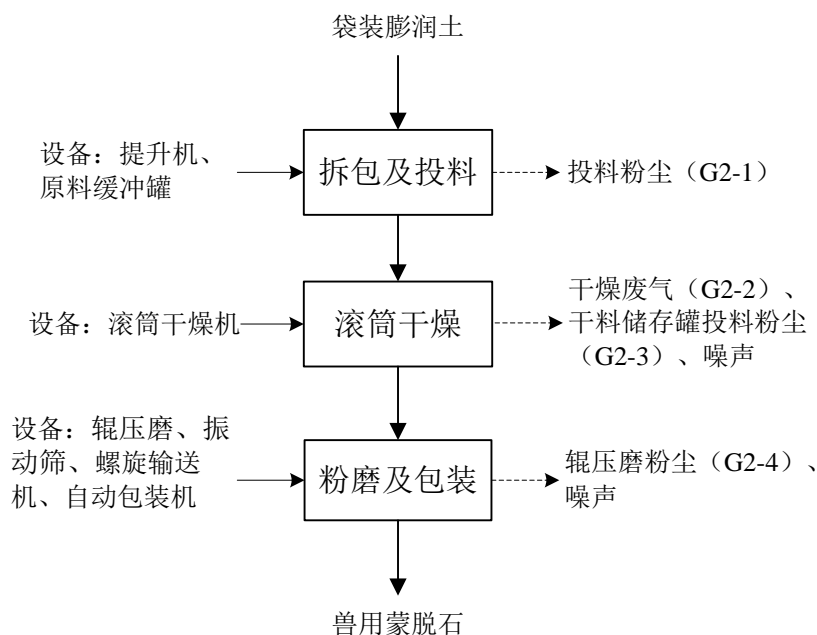 袋装膨润土
设备：提升机、
原料缓冲罐
拆包及投料
投料粉尘（G2-1）
设备：滚筒干燥机
滚筒干燥
干燥废气（G2-2）、
干料储存罐投料粉尘
（G2-3）、噪声
设备：辊压磨、振
动筛、螺旋输送
机、自动包装机
粉磨及包装
辊压磨粉尘（G2-4）、
噪声
兽用蒙脱石